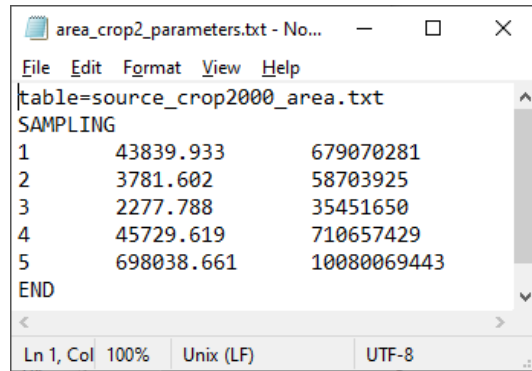 area_crop2_parameters.txt - No...
File Edit Format View Help
table=source_crop2000_area.txt
SAMPLING
1 43839.933 679070281
2 3781.602 58703925
3 2277.788 35451650
4 45729.619 710657429
5 698038.661 10080069443
END
Ln 1, Col 100% Unix (LF) UTF-8